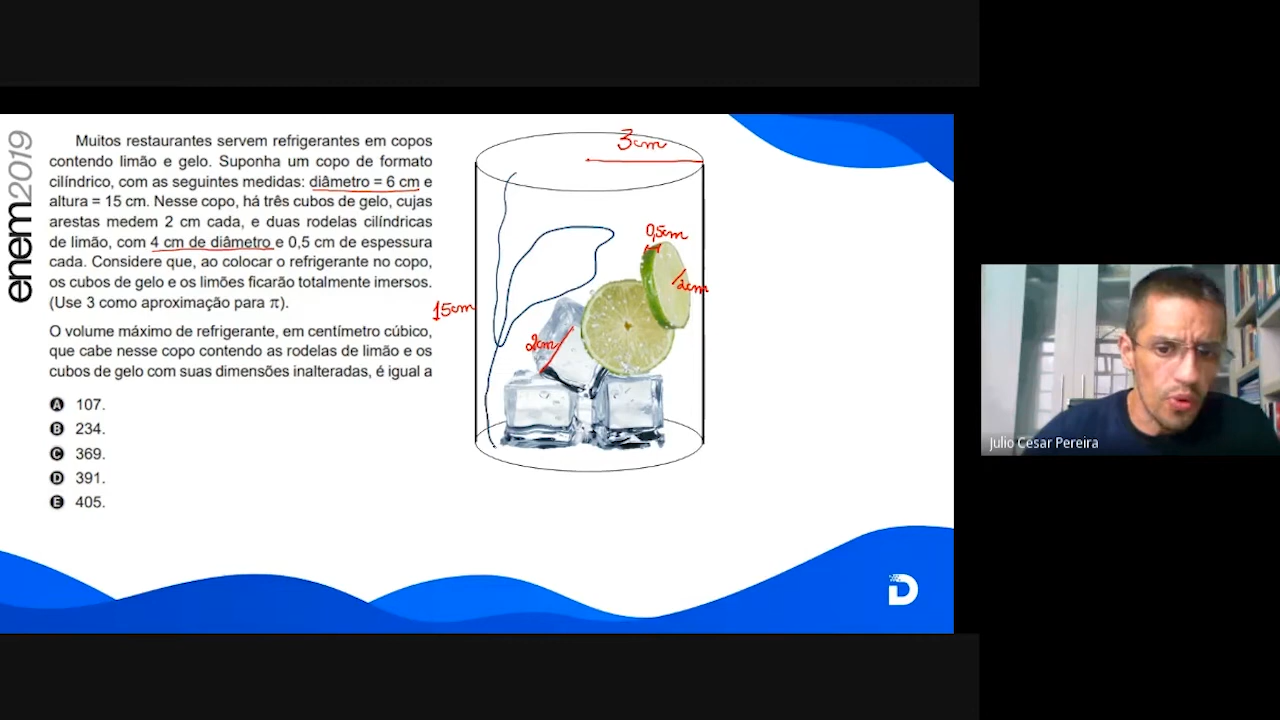 enem2019
Muitos restaurantes servem refrigerantes em copos
contendo limão e gelo. Suponha um copo de formato
cilíndrico, com as seguintes medidas: diâmetro = 6 cm e
altura = 15 cm. Nesse copo, há três cubos de gelo, cujas
arestas medem 2 cm cada, e duas rodelas cilíndricas
de limão, com 4 cm de diâmetro e 0,5 cm de espessura
cada. Considere que, ao colocar o refrigerante no copo,
os cubos de gelo e os limões ficarão totalmente imersos.
(Use 3 como aproximação para π).
O volume máximo de refrigerante, em centímetro cúbico,
que cabe nesse copo contendo as rodelas de limão e os
cubos de gelo com suas dimensões inalteradas, é igual a
A 107.
B 234.
C 369.
D 391.
E 405.
3cm
0,5cm
2cm
15cm
2cm
D
Julio Cesar Pereira